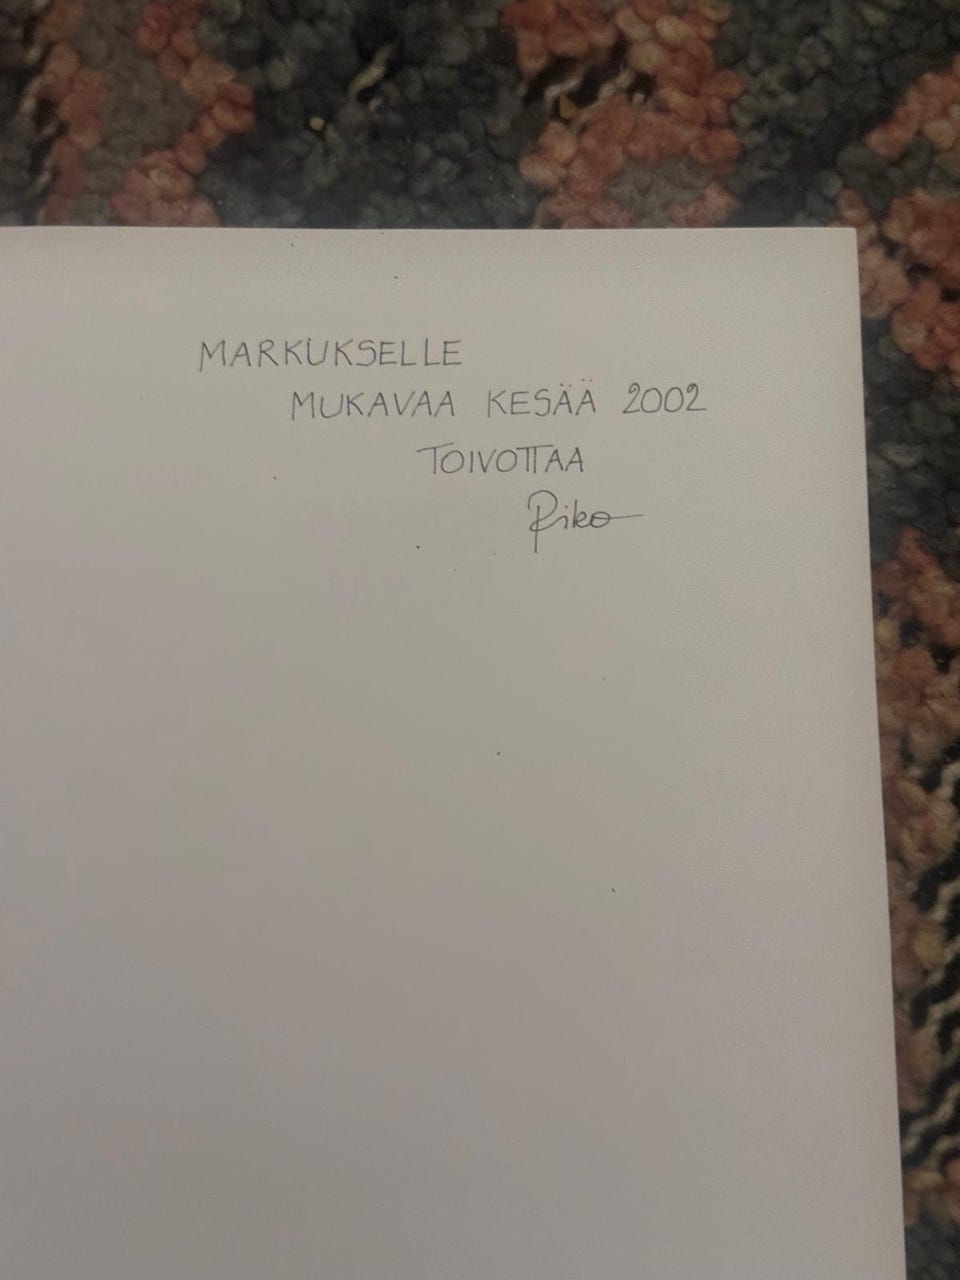 MARKUKSELLE
MUKAVAA KESÄÄ 2002
TOIVOTTAA
Riko